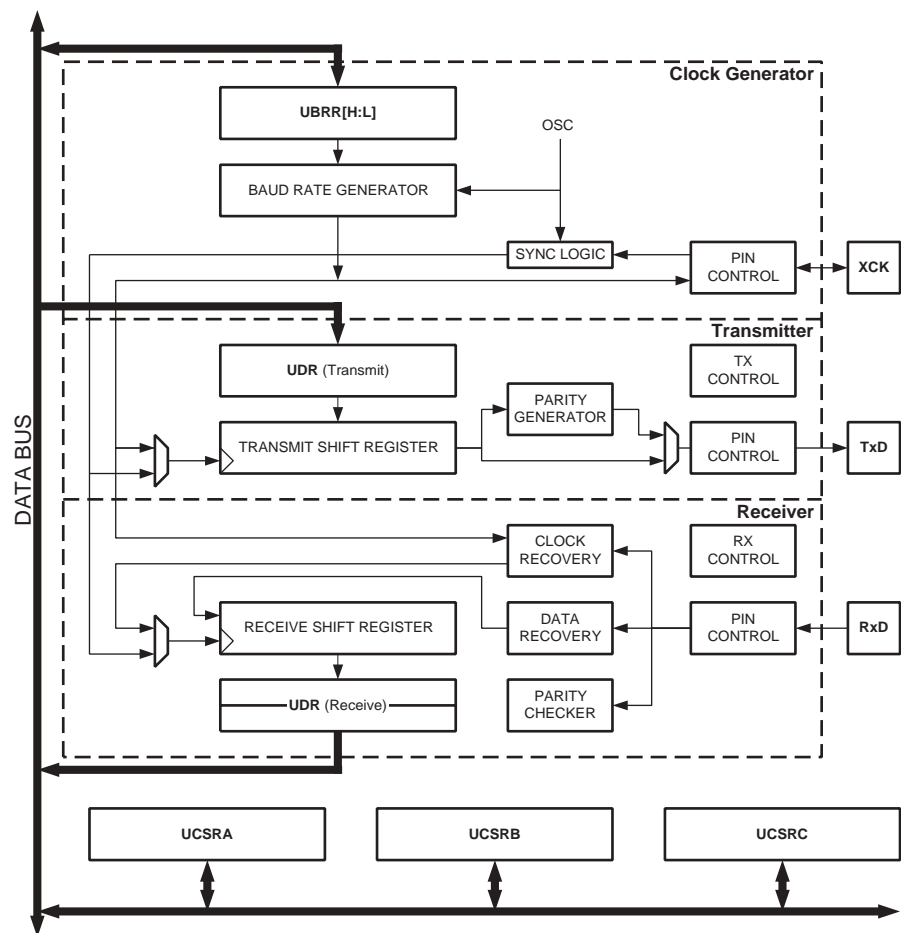 Clock Generator
UBRR[H:L]
OSC
BAUD RATE GENERATOR
SYNC LOGIC
PIN
CONTROL
XCK
Transmitter
UDR (Transmit)
TX
CONTROL
PARITY
GENERATOR
TRANSMIT SHIFT REGISTER
PIN
CONTROL
TxD
DATA BUS
Receiver
CLOCK
RECOVERY
RX
CONTROL
RECEIVE SHIFT REGISTER
DATA
RECOVERY
PIN
CONTROL
RxD
UDR (Receive)
PARITY
CHECKER
UCSRA
UCSRB
UCSRC